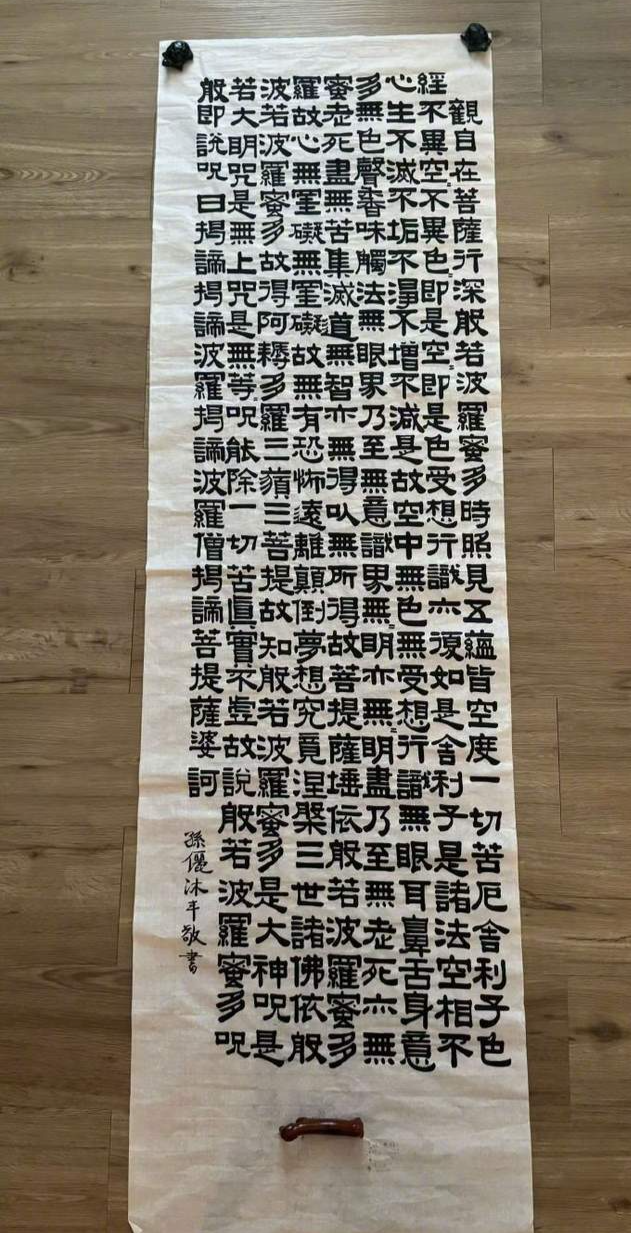 般若波羅蜜多心經
觀自在菩薩行深般若波羅蜜多時照見五蘊皆空度一切苦厄舍利子色
不異空〻不異色〻即是空〻即是色受想行識亦復如是舍利子是諸法空相不
生不滅不垢不淨不增不減是故空中無色無受想行識無眼耳鼻舌身意
無色聲香味觸法無眼界乃至無意識界無〻明亦無〻明盡乃至無老死亦無
老死盡無苦集滅道無智亦無得以無所得故菩提薩埵依般若波羅蜜多
故心無罣礙無罣礙故無有恐怖遠離顛倒夢想究竟涅槃三世諸佛依般
若波羅蜜多故得阿耨多羅三藐三菩提故知般若波羅蜜多是大神呪是
大明呪是無上呪是無等〻呪能除一切苦真實不虛故說般若波羅蜜多呪
即說呪曰揭諦揭諦波羅揭諦波羅僧揭諦菩提薩婆訶
孫儷沐手敬書